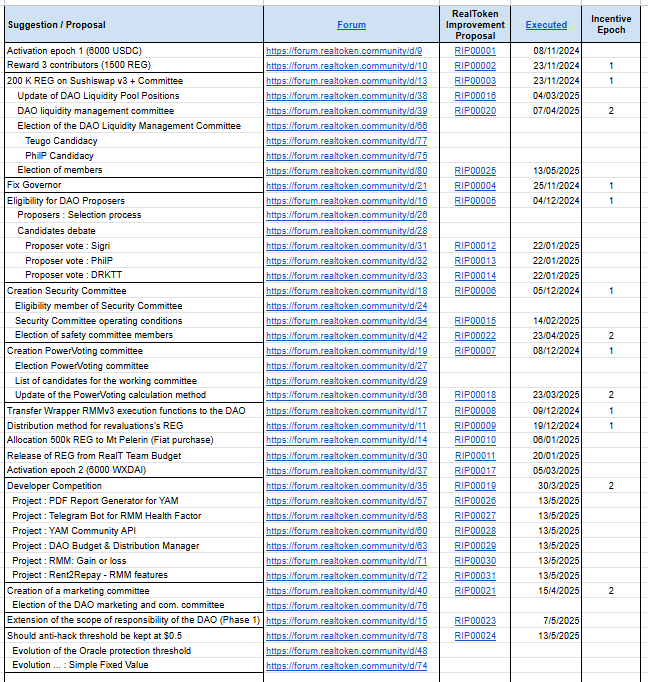 Suggestion / Proposal Forum RealToken Improvement Proposal Executed Incentive Epoch
Activation epoch 1 (6000 USDC) https://forum.realtoken.community/d/9 RIP00001 08/11/2024
Reward 3 contributors (1500 REG) https://forum.realtoken.community/d/10 RIP00002 23/11/2024 1
200 K REG on Sushiswap v3 + Committee https://forum.realtoken.community/d/13 RIP00003 23/11/2024 1
Update of DAO Liquidity Pool Positions https://forum.realtoken.community/d/38 RIP00016 04/03/2025
DAO liquidity management committee https://forum.realtoken.community/d/39 RIP00020 07/04/2025 2
Election of the DAO Liquidity Management Committee https://forum.realtoken.community/d/66
Teugo Candidacy https://forum.realtoken.community/d/77
PhilP Candidacy https://forum.realtoken.community/d/75
Election of members https://forum.realtoken.community/d/80 RIP00025 13/05/2025
Fix Governor https://forum.realtoken.community/d/21 RIP00004 25/11/2024 1
Eligibility for DAO Proposers https://forum.realtoken.community/d/16 RIP00005 04/12/2024 1
Proposers : Selection process https://forum.realtoken.community/d/26
Candidates debate https://forum.realtoken.community/d/28
Proposer vote : Sigri https://forum.realtoken.community/d/31 RIP00012 22/01/2025
Proposer vote : PhilP https://forum.realtoken.community/d/32 RIP00013 22/01/2025
Proposer vote : DRKTT https://forum.realtoken.community/d/33 RIP00014 22/01/2025
Creation Security Committee https://forum.realtoken.community/d/18 RIP00006 05/12/2024 1
Eligibility member of Security Committee https://forum.realtoken.community/d/24
Security Committee operating conditions https://forum.realtoken.community/d/34 RIP00015 14/02/2025
Election of safety committee members https://forum.realtoken.community/d/42 RIP00022 23/04/2025 2
Creation PowerVoting committee https://forum.realtoken.community/d/19 RIP00007 08/12/2024 1
Election PowerVoting committee https://forum.realtoken.community/d/27
List of candidates for the working committee https://forum.realtoken.community/d/29
Update of the PowerVoting calculation method https://forum.realtoken.community/d/36 RIP00018 23/03/2025 2
Transfer Wrapper RMMv3 execution functions to the DAO https://forum.realtoken.community/d/17 RIP00008 09/12/2024 1
Distribution method for revaluations's REG https://forum.realtoken.community/d/11 RIP00009 19/12/2024 1
Allocation 500k REG to Mt Pelerin (Fiat purchase) https://forum.realtoken.community/d/14 RIP00010 06/01/2025
Release of REG from RealT Team Budget https://forum.realtoken.community/d/30 RIP00011 20/01/2025
Activation epoch 2 (6000 WXDAI) https://forum.realtoken.community/d/37 RIP00017 05/03/2025
Developer Competition https://forum.realtoken.community/d/35 RIP00019 30/3/2025 2
Project : PDF Report Generator for YAM https://forum.realtoken.community/d/57 RIP00026 13/5/2025
Project : Telegram Bot for RMM Health Factor https://forum.realtoken.community/d/58 RIP00027 13/5/2025
Project : YAM Community API https://forum.realtoken.community/d/60 RIP00028 13/5/2025
Project : DAO Budget & Distribution Manager https://forum.realtoken.community/d/63 RIP00029 13/5/2025
Project : RMM: Gain or loss https://forum.realtoken.community/d/71 RIP00030 13/5/2025
Project : Rent2Repay - RMM features https://forum.realtoken.community/d/72 RIP00031 13/5/2025
Creation of a marketing committee https://forum.realtoken.community/d/40 RIP00021 15/4/2025 2
Election of the DAO marketing and com. committee https://forum.realtoken.community/d/76
Extension of the scope of responsibility of the DAO (Phase 1) https://forum.realtoken.community/d/15 RIP00023 7/5/2025
Should anti-hack threshold be kept at $0.5 https://forum.realtoken.community/d/78 RIP00024 13/5/2025
Evolution of the Oracle protection threshold https://forum.realtoken.community/d/48
Evolution ... : Simple Fixed Value https://forum.realtoken.community/d/74